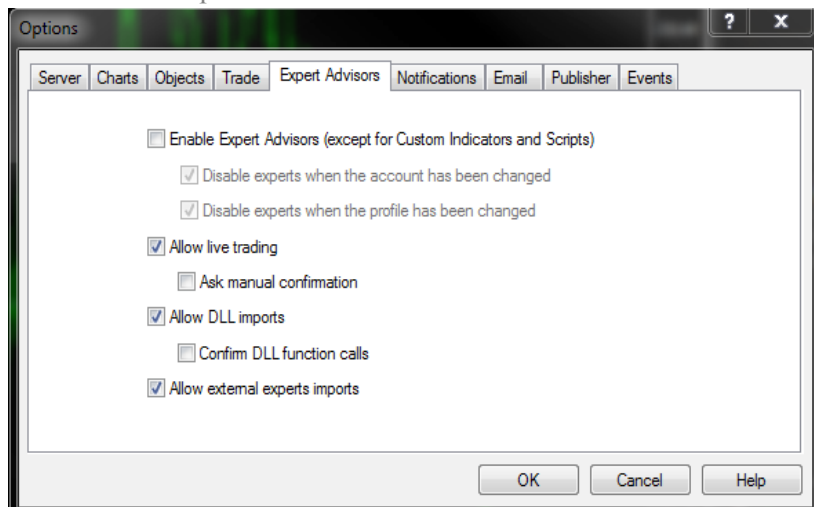 Options
? X
Server Charts Objects Trade Expert Advisors Notifications Email Publisher Events
Enable Expert Advisors (except for Custom Indicators and Scripts)
Disable experts when the account has been changed
Disable experts when the profile has been changed
Allow live trading
Ask manual confirmation
Allow DLL imports
Confirm DLL function calls
Allow external experts imports
OK Cancel Help